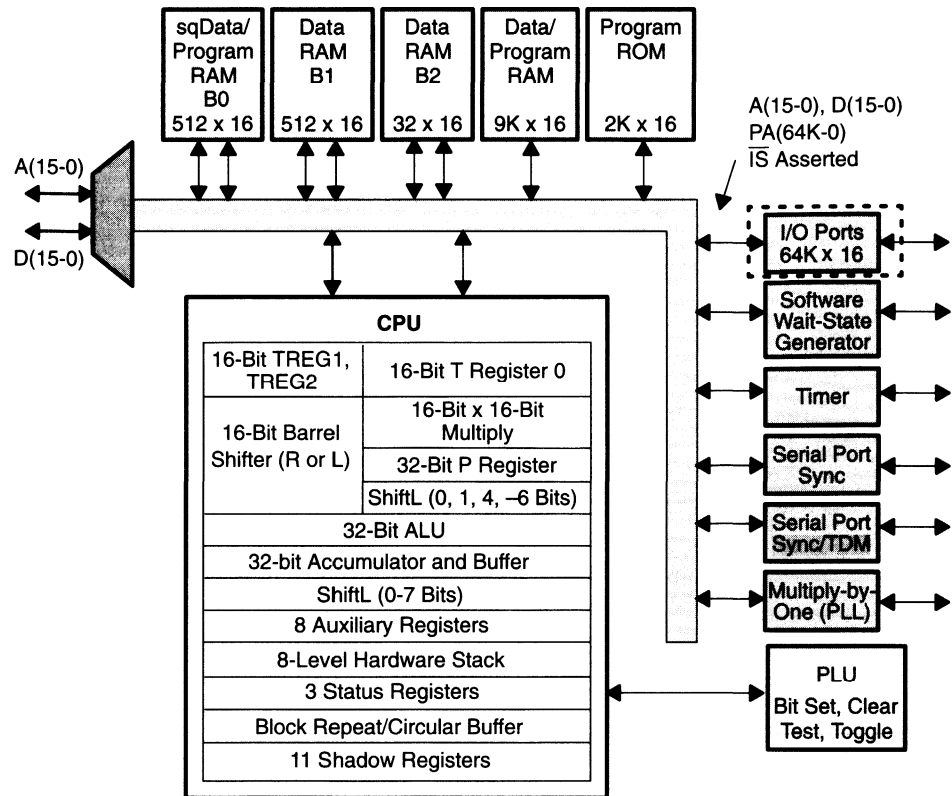 sqData/
Program
RAM
B0
512 x 16
Data
RAM
B1
512 x 16
Data
RAM
B2
32 x 16
Data/
Program
RAM
9K x 16
Program
ROM
2K x 16
A(15-0), D(15-0)
PA(64K-0)
IS Asserted
A(15-0)
D(15-0)
I/O Ports
64K x 16
Software
Wait-State
Generator
Timer
Serial Port
Sync
Serial Port
Sync/TDM
Multiply-by-
One (PLL)
PLU
Bit Set, Clear
Test, Toggle
CPU
16-Bit TREG1,
TREG2
16-Bit T Register 0
16-Bit Barrel
Shifter (R or L)
16-Bit x 16-Bit
Multiply
32-Bit P Register
ShiftL (0, 1, 4, –6 Bits)
32-Bit ALU
32-bit Accumulator and Buffer
ShiftL (0-7 Bits)
8 Auxiliary Registers
8-Level Hardware Stack
3 Status Registers
Block Repeat/Circular Buffer
11 Shadow Registers